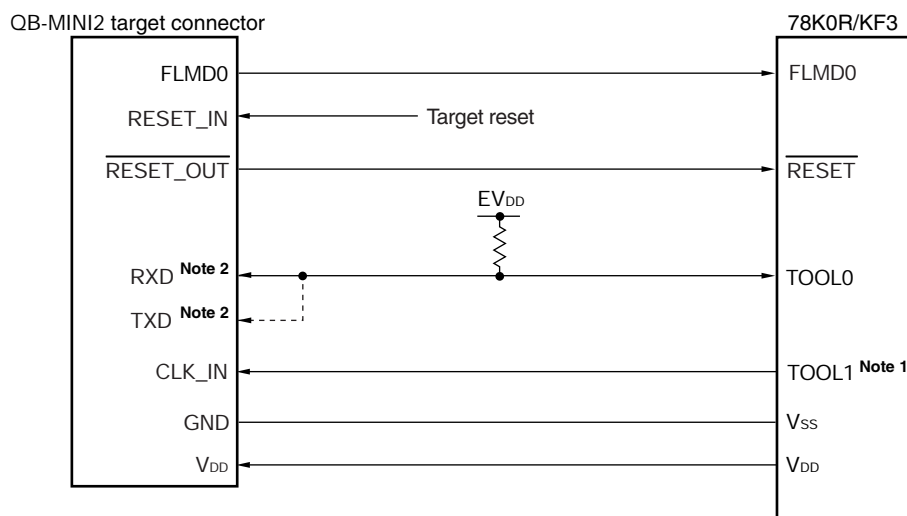 QB-MINI2 target connector
78K0R/KF3
FLMD0
FLMD0
RESET_IN
Target reset
RESET_OUT
RESET
EVDD
RXD Note 2
TOOL0
TXD Note 2
CLK_IN
TOOL1 Note 1
GND
VSS
VDD
VDD